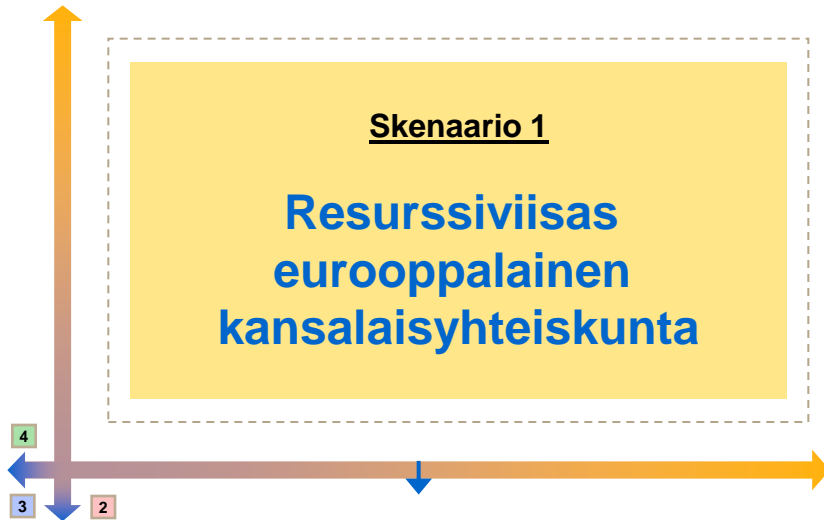 Skenaario 1
Resurssiviisas
eurooppalainen
kansalaisyhteiskunta
4
3
2